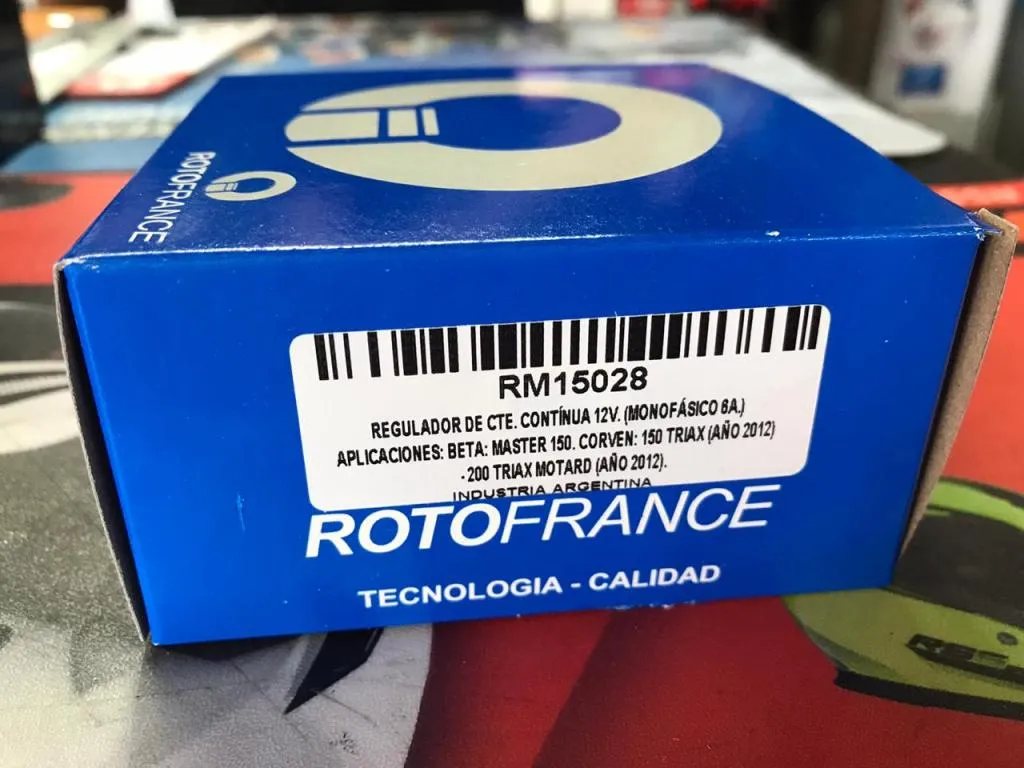 ROTOFRANCE
RM15028
REGULADOR DE CTE. CONTÍNUA 12V. (MONOFÁSICO 6A.)
APLICACIONES: BETA: MASTER 150. CORVEN: 150 TRIAX (AÑO 2012)
- 200 TRIAX MOTARD (AÑO 2012).
INDUSTRIA ARGENTINA
ROTOFRANCE
TECNOLOGIA - CALIDAD